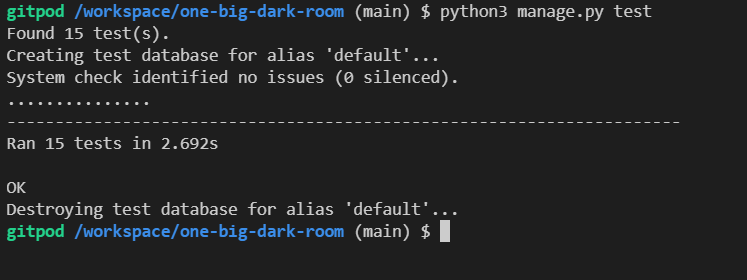 gitpod /workspace/one-big-dark-room (main) $ python3 manage.py test
Found 15 test(s).
Creating test database for alias 'default'...
System check identified no issues (0 silenced).
...............
----------------------------------------------------------------------
Ran 15 tests in 2.692s
OK
Destroying test database for alias 'default'...
gitpod /workspace/one-big-dark-room (main) $